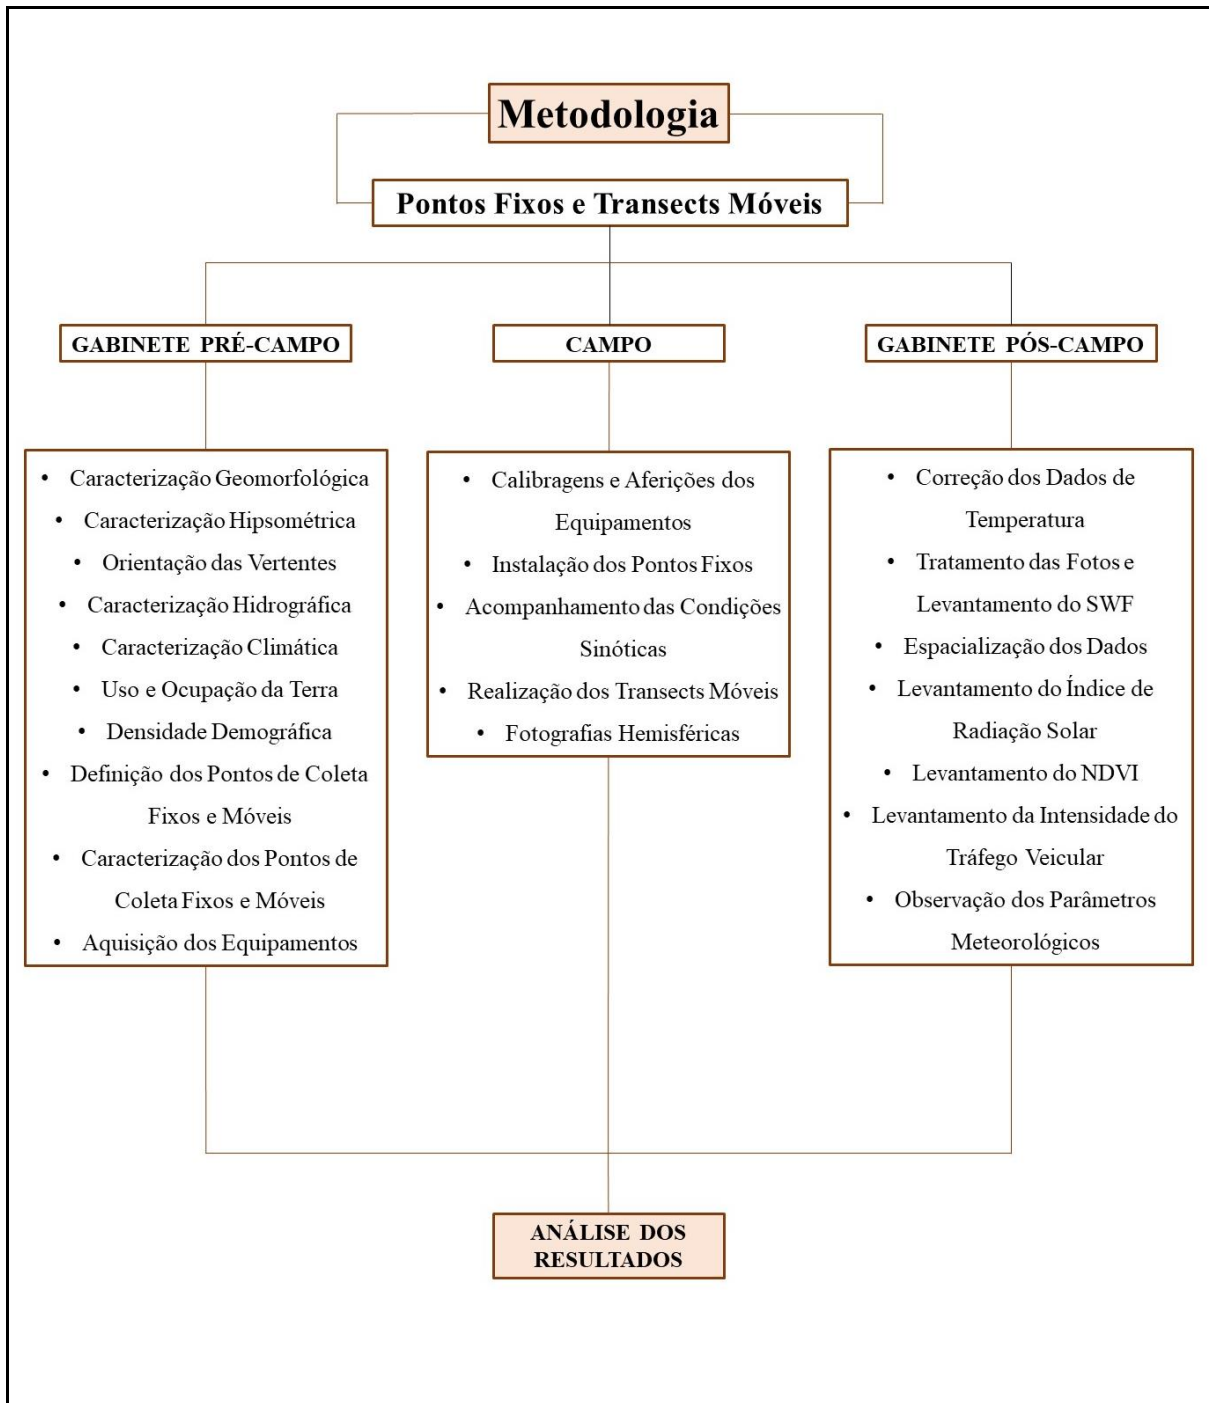 Metodologia
Pontos Fixos e Transects Móveis
GABINETE PRÉ-CAMPO
• Caracterização Geomorfológica
• Caracterização Hipsométrica
• Orientação das Vertentes
• Caracterização Hidrográfica
• Caracterização Climática
• Uso e Ocupação da Terra
• Densidade Demográfica
• Definição dos Pontos de Coleta
Fixos e Móveis
• Caracterização dos Pontos de
Coleta Fixos e Móveis
• Aquisição dos Equipamentos
CAMPO
• Calibragens e Aferições dos
Equipamentos
• Instalação dos Pontos Fixos
• Acompanhamento das Condições
Sinóticas
• Realização dos Transects Móveis
• Fotografias Hemisféricas
GABINETE PÓS-CAMPO
• Correção dos Dados de
Temperatura
• Tratamento das Fotos e
Levantamento do SWF
• Espacialização dos Dados
• Levantamento do Índice de
Radiação Solar
• Levantamento do NDVI
• Levantamento da Intensidade do
Tráfego Veicular
• Observação dos Parâmetros
Meteorológicos
ANÁLISE DOS
RESULTADOS